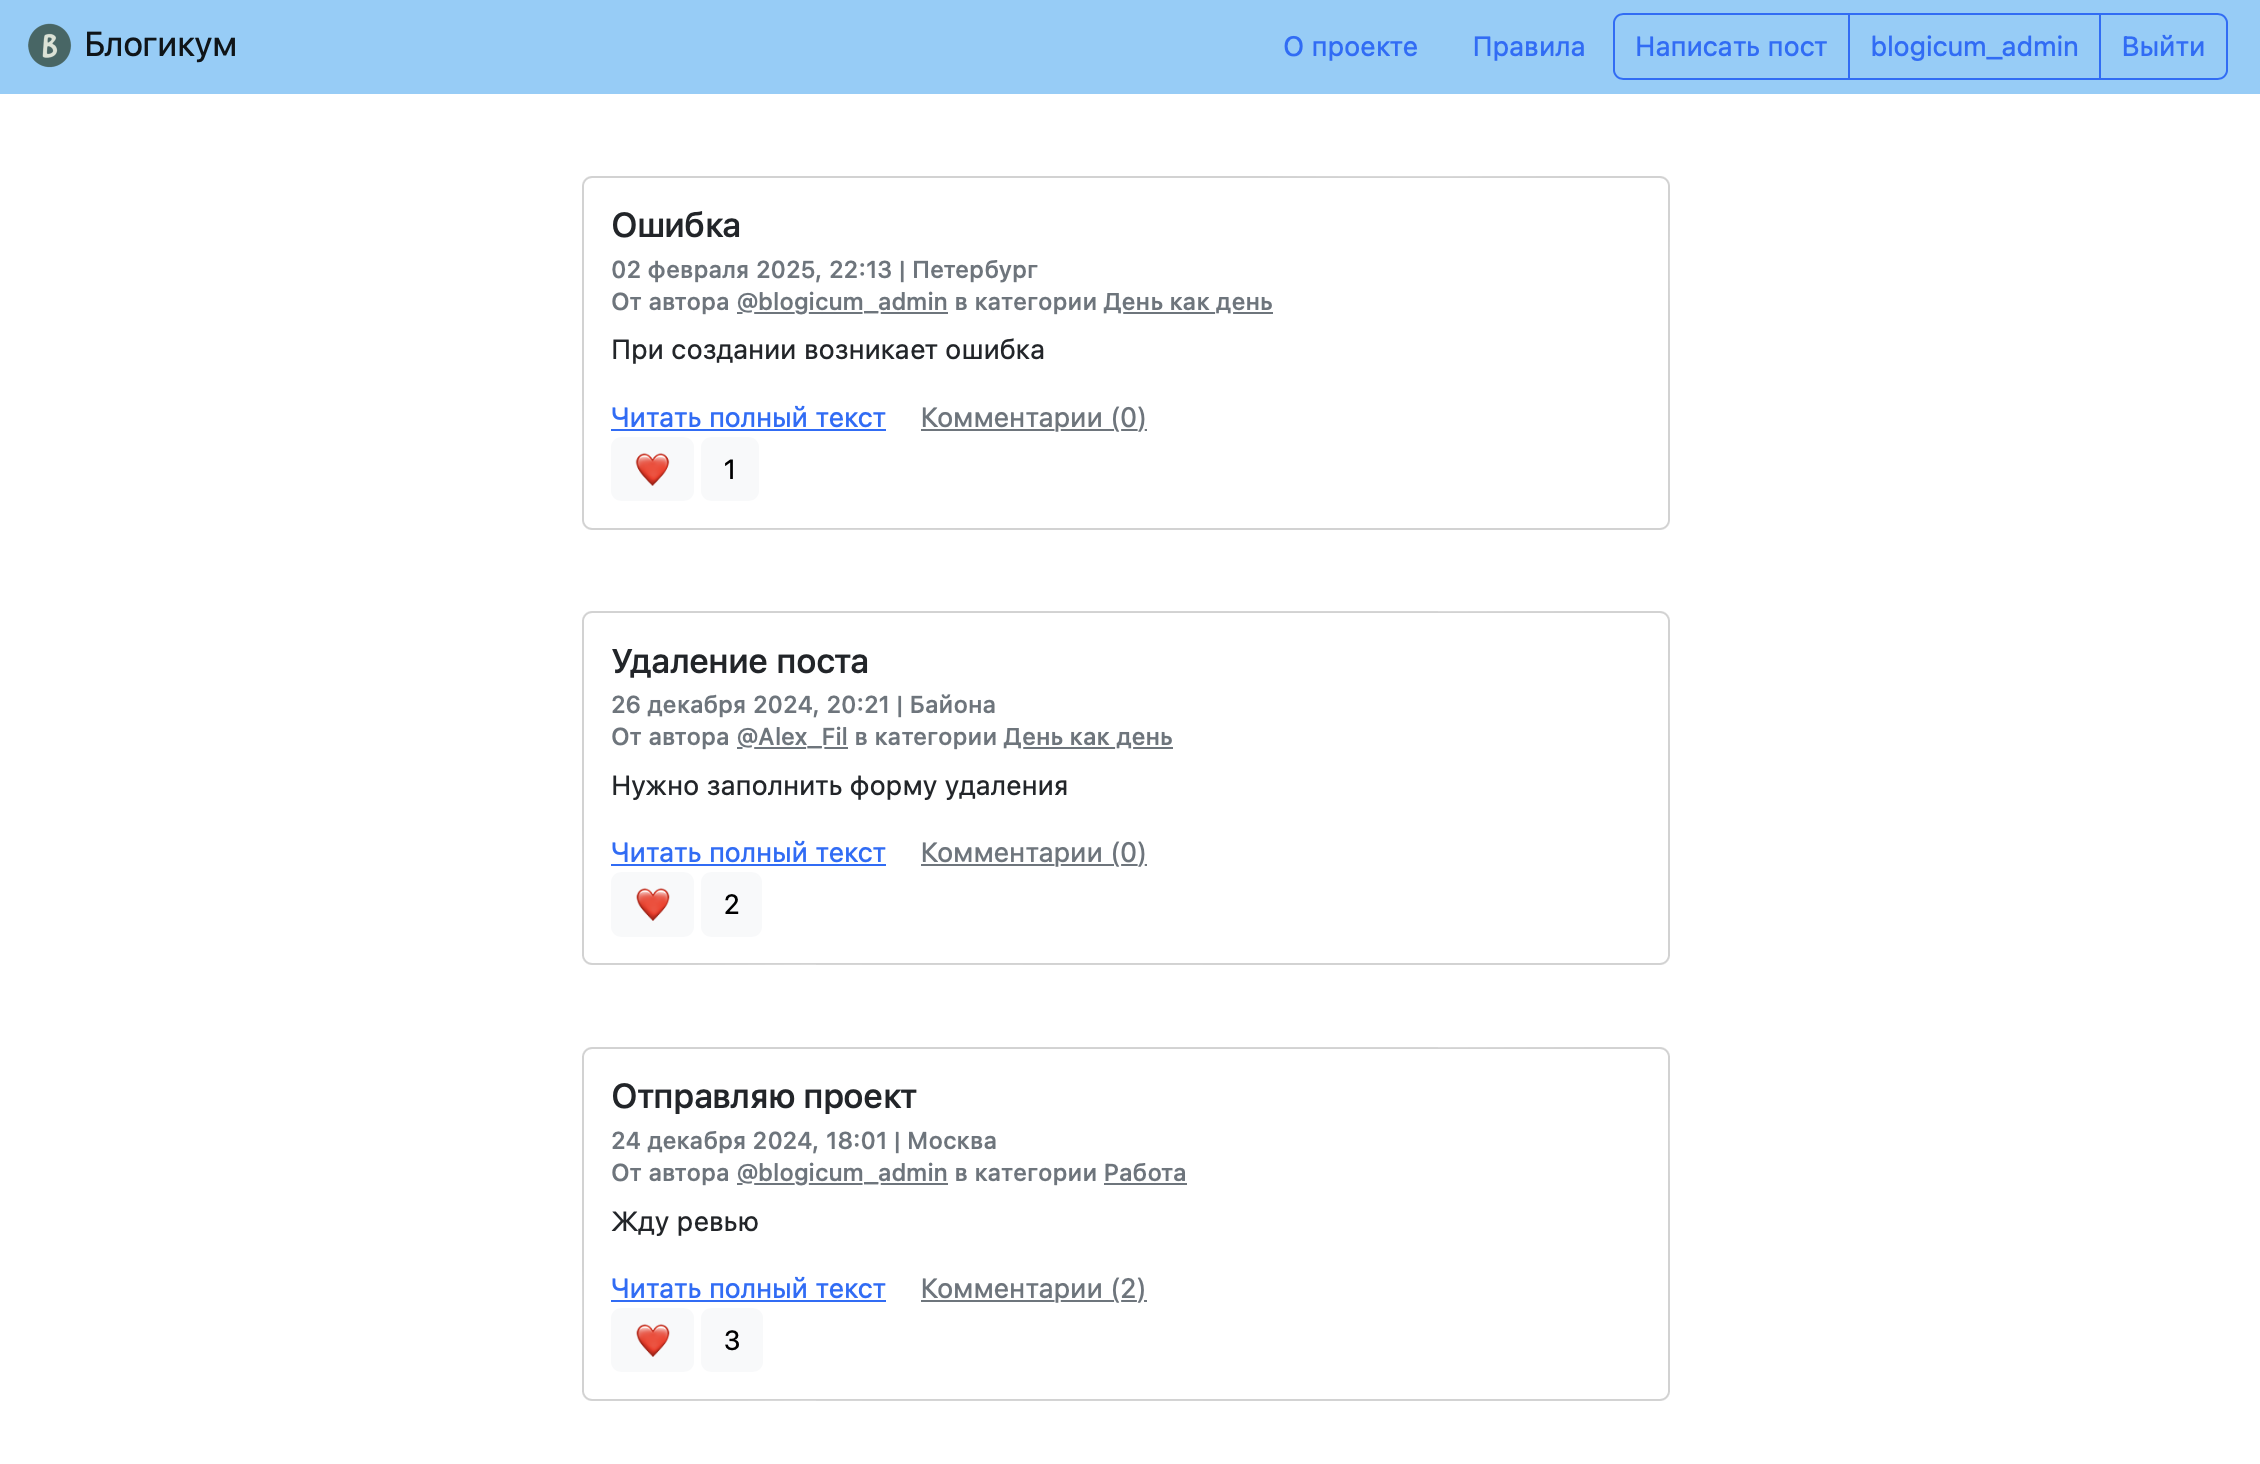 B Блогикум
О проекте Правила Написать пост blogicum_admin Выйти
Ошибка
02 февраля 2025, 22:13 | Петербург
От автора @blogicum_admin в категории День как день
При создании возникает ошибка
Читать полный текст Комментарии (0)
1
Удаление поста
26 декабря 2024, 20:21 | Байона
От автора @Alex_Fil в категории День как день
Нужно заполнить форму удаления
Читать полный текст Комментарии (0)
2
Отправляю проект
24 декабря 2024, 18:01 | Москва
От автора @blogicum_admin в категории Работа
Жду ревью
Читать полный текст Комментарии (2)
3